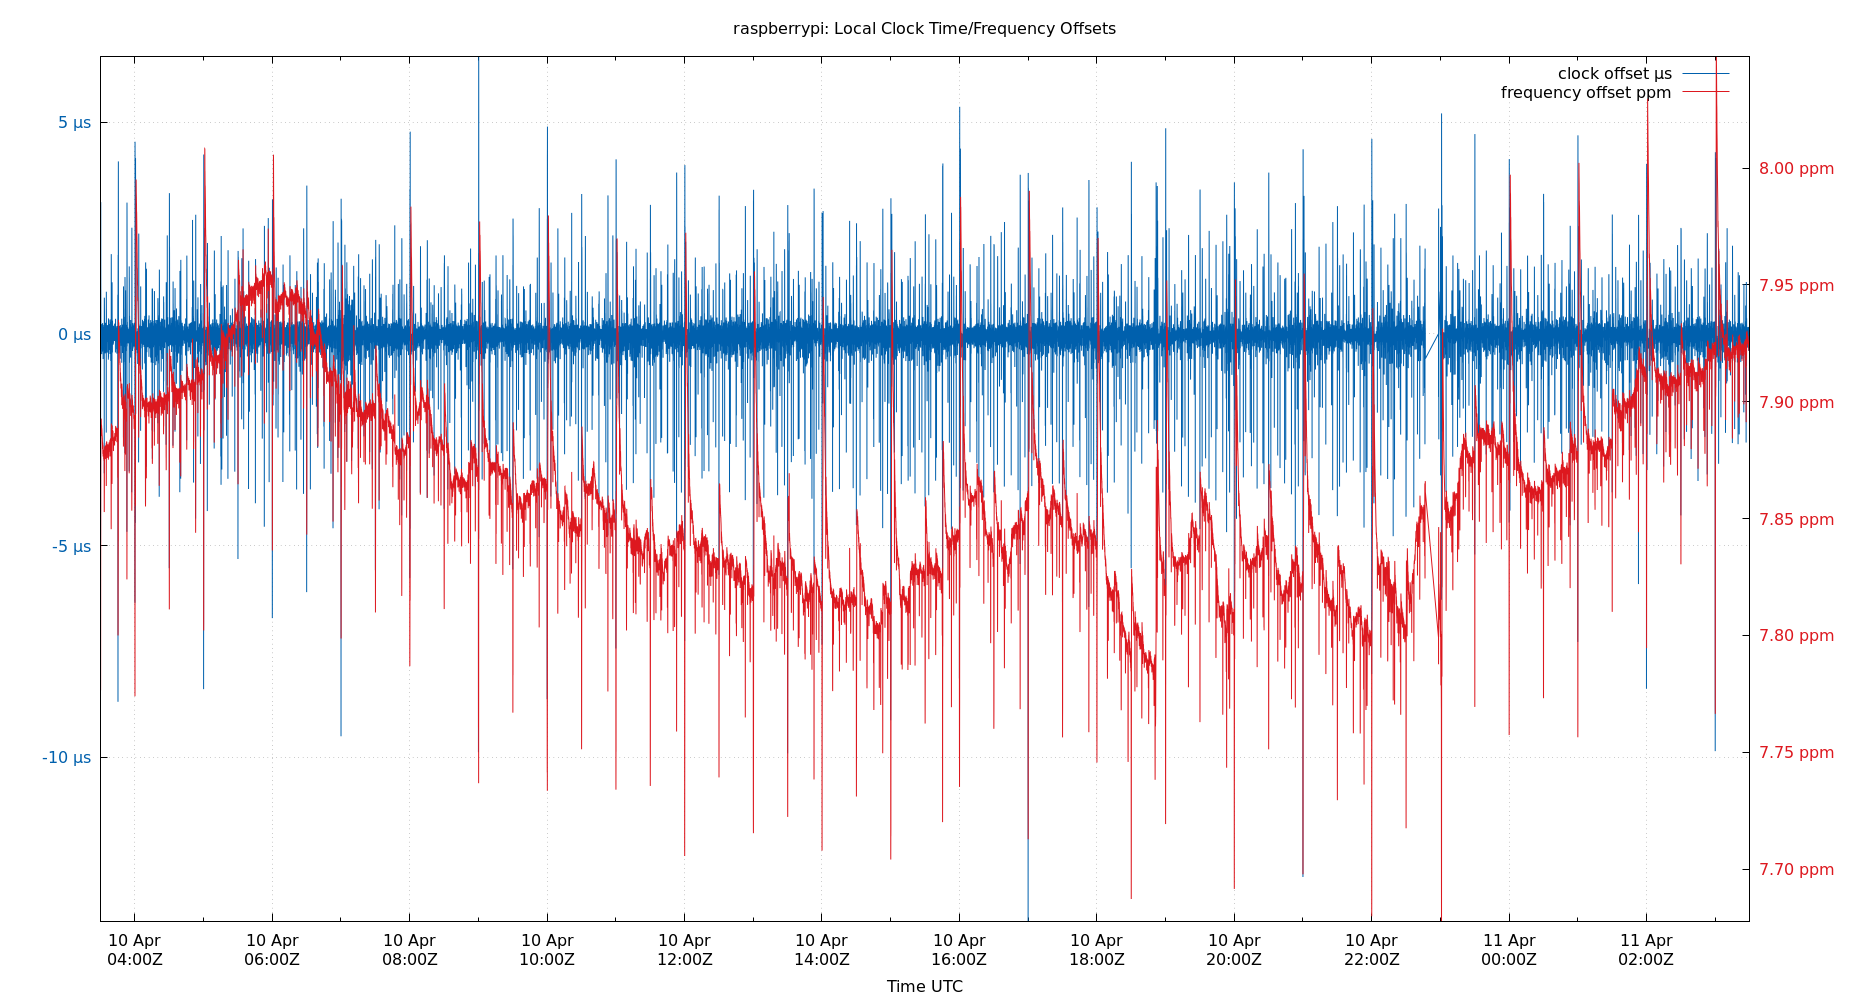 raspberrypi: Local Clock Time/Frequency Offsets
clock offset µs
frequency offset ppm
5 µs
0 µs
-5 µs
-10 µs
8.00 ppm
7.95 ppm
7.90 ppm
7.85 ppm
7.80 ppm
7.75 ppm
7.70 ppm
10 Apr 10 Apr 10 Apr 10 Apr 10 Apr 10 Apr 10 Apr 10 Apr 10 Apr 10 Apr 11 Apr 11 Apr
04:00Z 06:00Z 08:00Z 10:00Z 12:00Z 14:00Z 16:00Z 18:00Z 20:00Z 22:00Z 00:00Z 02:00Z
Time UTC